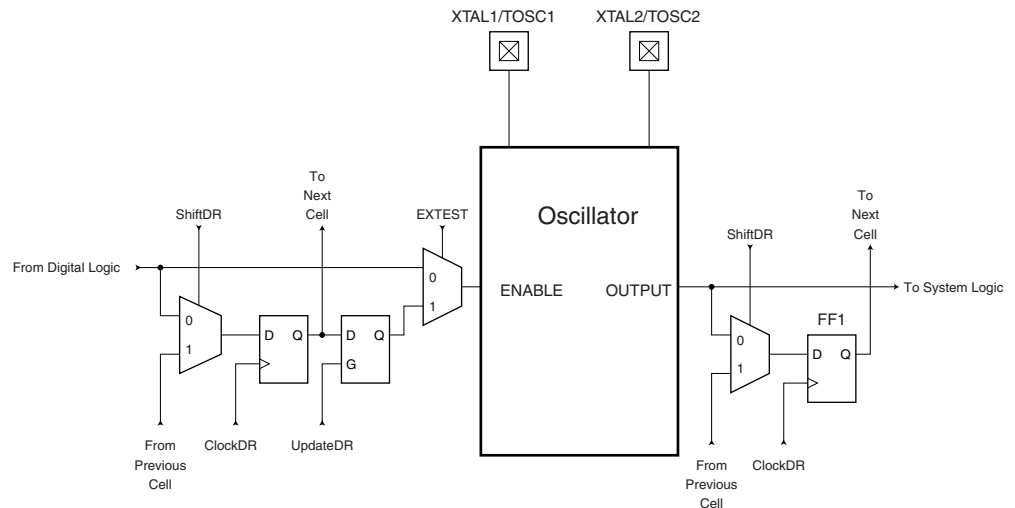 XTAL1/TOSC1
XTAL2/TOSC2
To
Next
Cell
ShiftDR
EXTEST
From Digital Logic
0
1
D Q
0
1
D Q
G
From
Previous
Cell
ClockDR
UpdateDR
Oscillator
ENABLE
OUTPUT
To
Next
Cell
ShiftDR
To System Logic
FF1
0
1
D Q
From
Previous
Cell
ClockDR